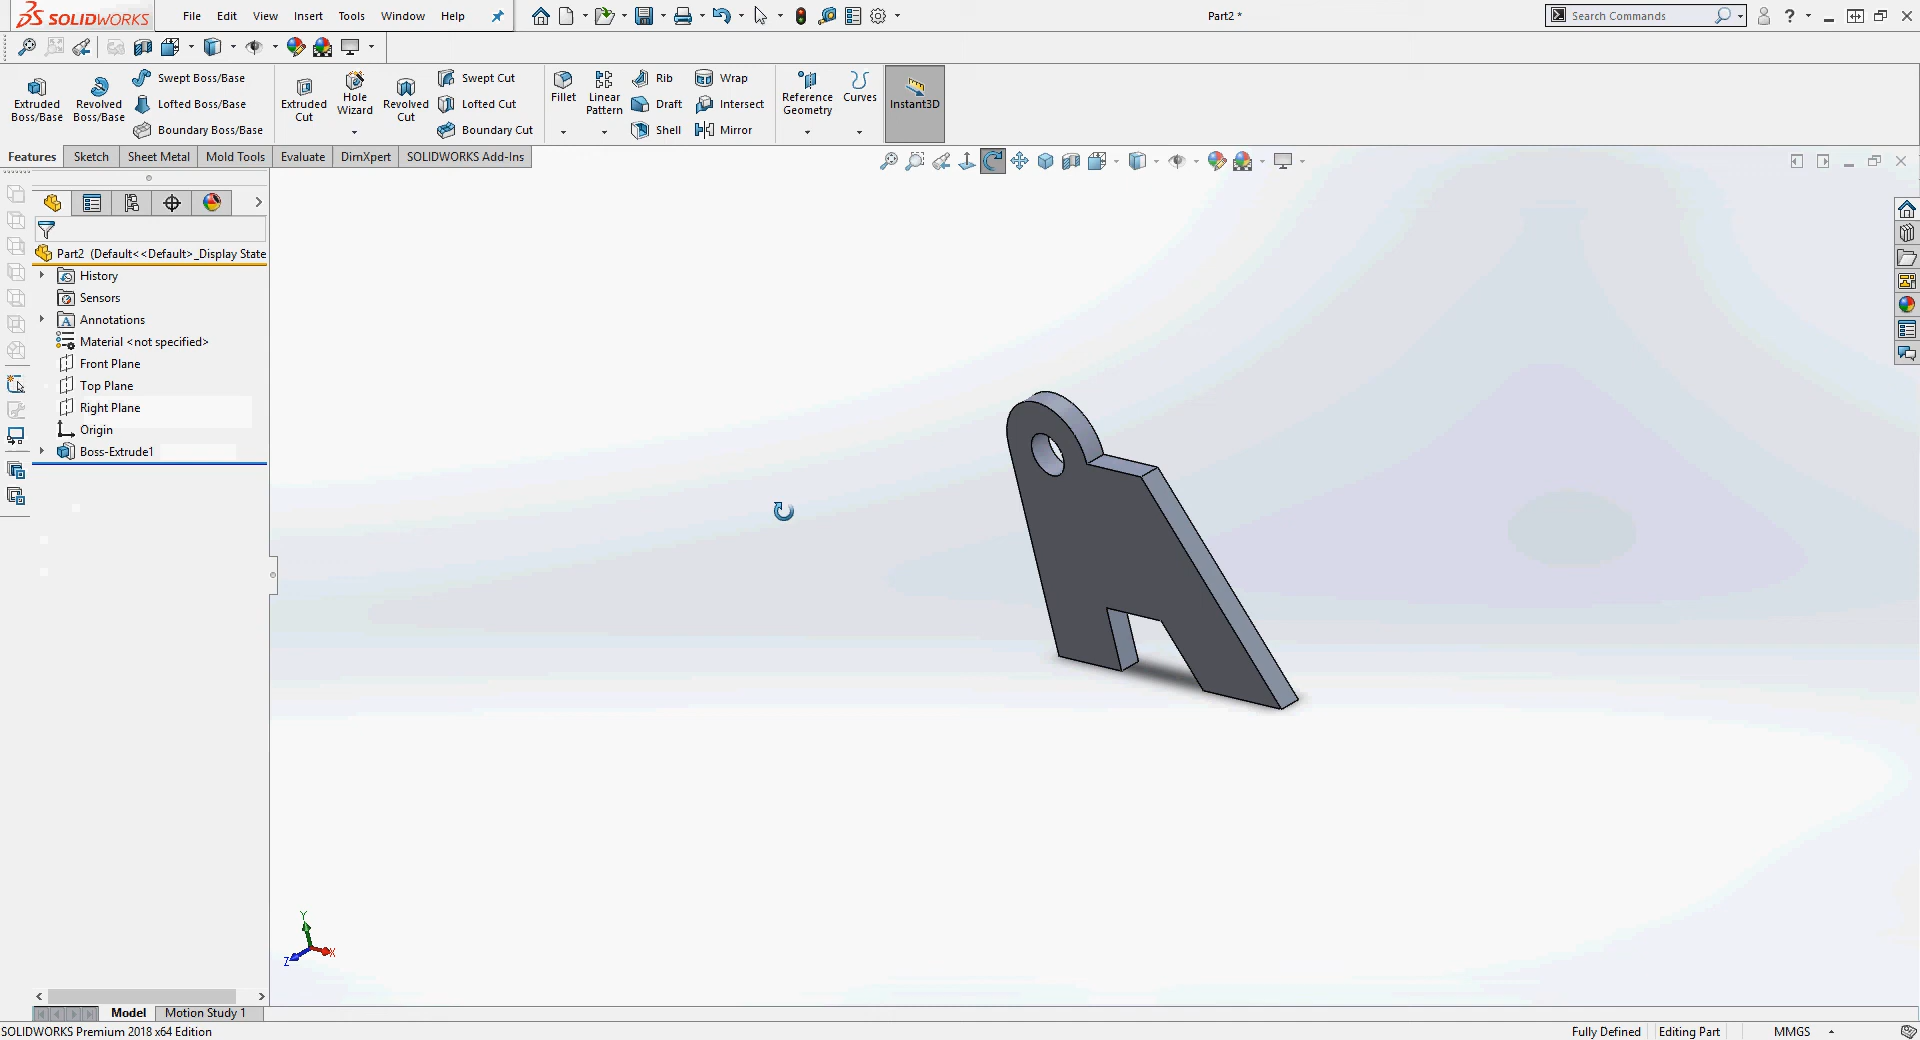 SOLIDWORKS File Edit View Insert Tools Window Help Part2 * Search Commands ?
Extruded Boss/Base
Revolved Boss/Base
Swept Boss/Base
Lofted Boss/Base
Boundary Boss/Base
Extruded Cut
Hole Wizard
Revolved Cut
Swept Cut
Lofted Cut
Boundary Cut
Fillet
Linear Pattern
Rib
Draft
Shell
Wrap
Intersect
Mirror
Reference Geometry
Curves
Instant3D
Features Sketch Sheet Metal Mold Tools Evaluate DimXpert SOLIDWORKS Add-Ins
Part2 (Default<<Default>_Display State
History
Sensors
Annotations
Material <not specified>
Front Plane
Top Plane
Right Plane
Origin
Boss-Extrude1
Y
Z X
Model Motion Study 1
SOLIDWORKS Premium 2018 x64 Edition Fully Defined Editing Part MMGS